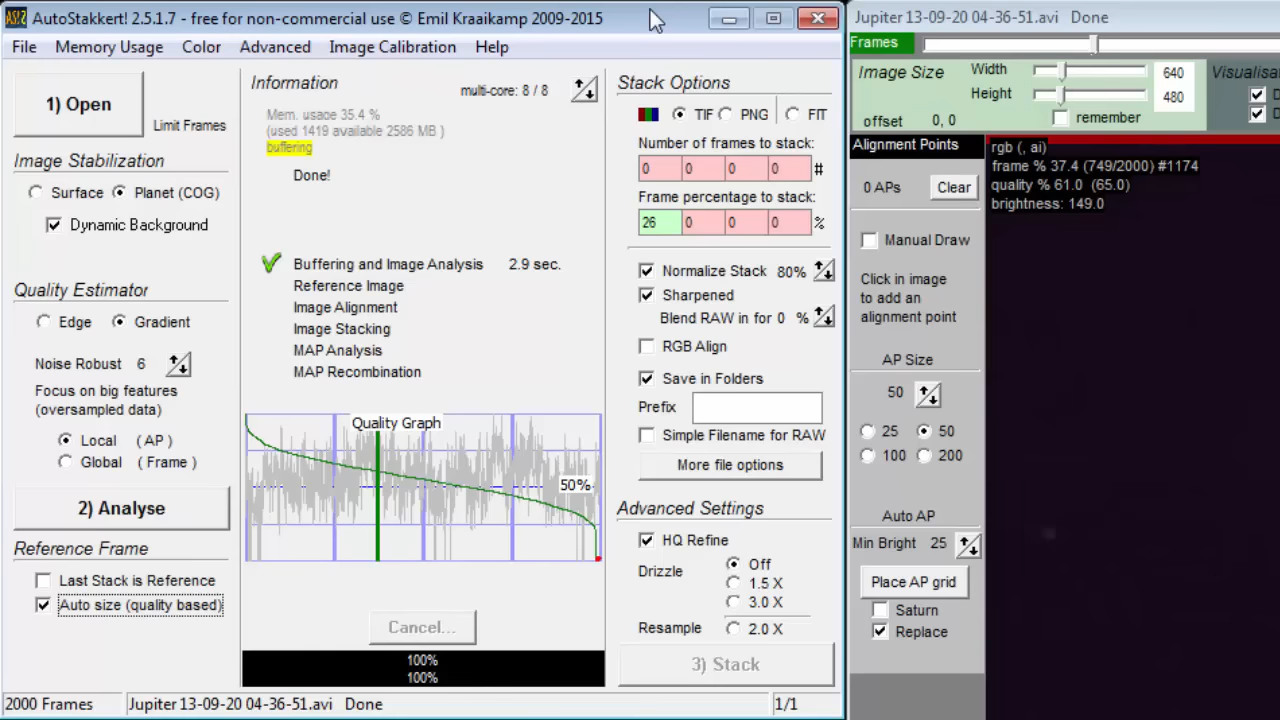 AutoStakkert! 2.5.1.7 - free for non-commercial use © Emil Kraaikamp 2009-2015
File Memory Usage Color Advanced Image Calibration Help
1) Open
Limit Frames
Image Stabilization
Surface Planet (COG)
Dynamic Background
Quality Estimator
Edge Gradient
Noise Robust 6
Focus on big features
(oversampled data)
Local (AP)
Global (Frame)
2) Analyse
Reference Frame
Last Stack is Reference
Auto size (quality based)
Information
multi-core: 8 / 8
Mem. usage 35.4 %
(used 1419 available 2586 MB )
buffering
Done!
Buffering and Image Analysis 2.9 sec.
Reference Image
Image Alignment
Image Stacking
MAP Analysis
MAP Recombination
Quality Graph
50%
Cancel...
100%
100%
Stack Options
TIF PNG FIT
Number of frames to stack:
0 0 0 0 #
Frame percentage to stack:
26 0 0 0 %
Normalize Stack 80%
Sharpened
Blend RAW in for 0 %
RGB Align
Save in Folders
Prefix
Simple Filename for RAW
More file options
Advanced Settings
HQ Refine
Drizzle
Off
1.5 X
3.0 X
Resample 2.0 X
3) Stack
2000 Frames Jupiter 13-09-20 04-36-51.avi Done 1/1
Jupiter 13-09-20 04-36-51.avi Done
Frames
Image Size
Width 640
Height 480
offset 0, 0 remember
Alignment Points
0 APs Clear
Manual Draw
Click in image
to add an
alignment point
AP Size
50
25 50
100 200
Auto AP
Min Bright 25
Place AP grid
Saturn
Replace
rgb (, ai)
frame % 37.4 (749/2000) #1174
quality % 61.0 (65.0)
brightness: 149.0